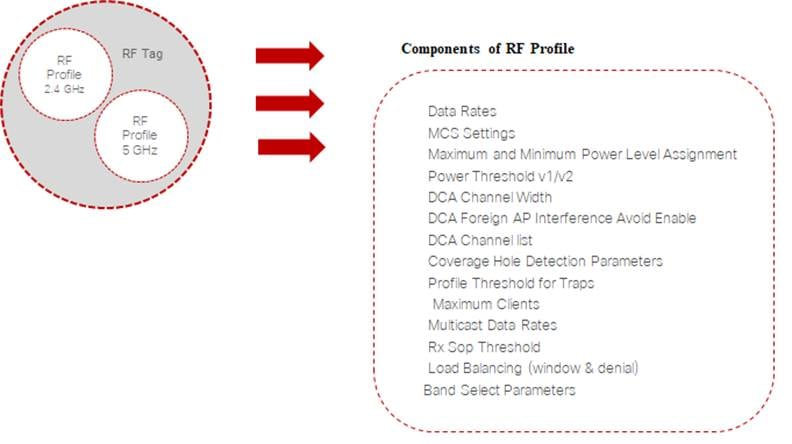 RF Tag
RF
Profile
2.4 GHz
RF
Profile
5 GHz
Components of RF Profile
Data Rates
MCS Settings
Maximum and Minimum Power Level Assignment
Power Threshold v1/v2
DCA Channel Width
DCA Foreign AP Interference Avoid Enable
DCA Channel list
Coverage Hole Detection Parameters
Profile Threshold for Traps
Maximum Clients
Multicast Data Rates
Rx Sop Threshold
Load Balancing (window & denial)
Band Select Parameters